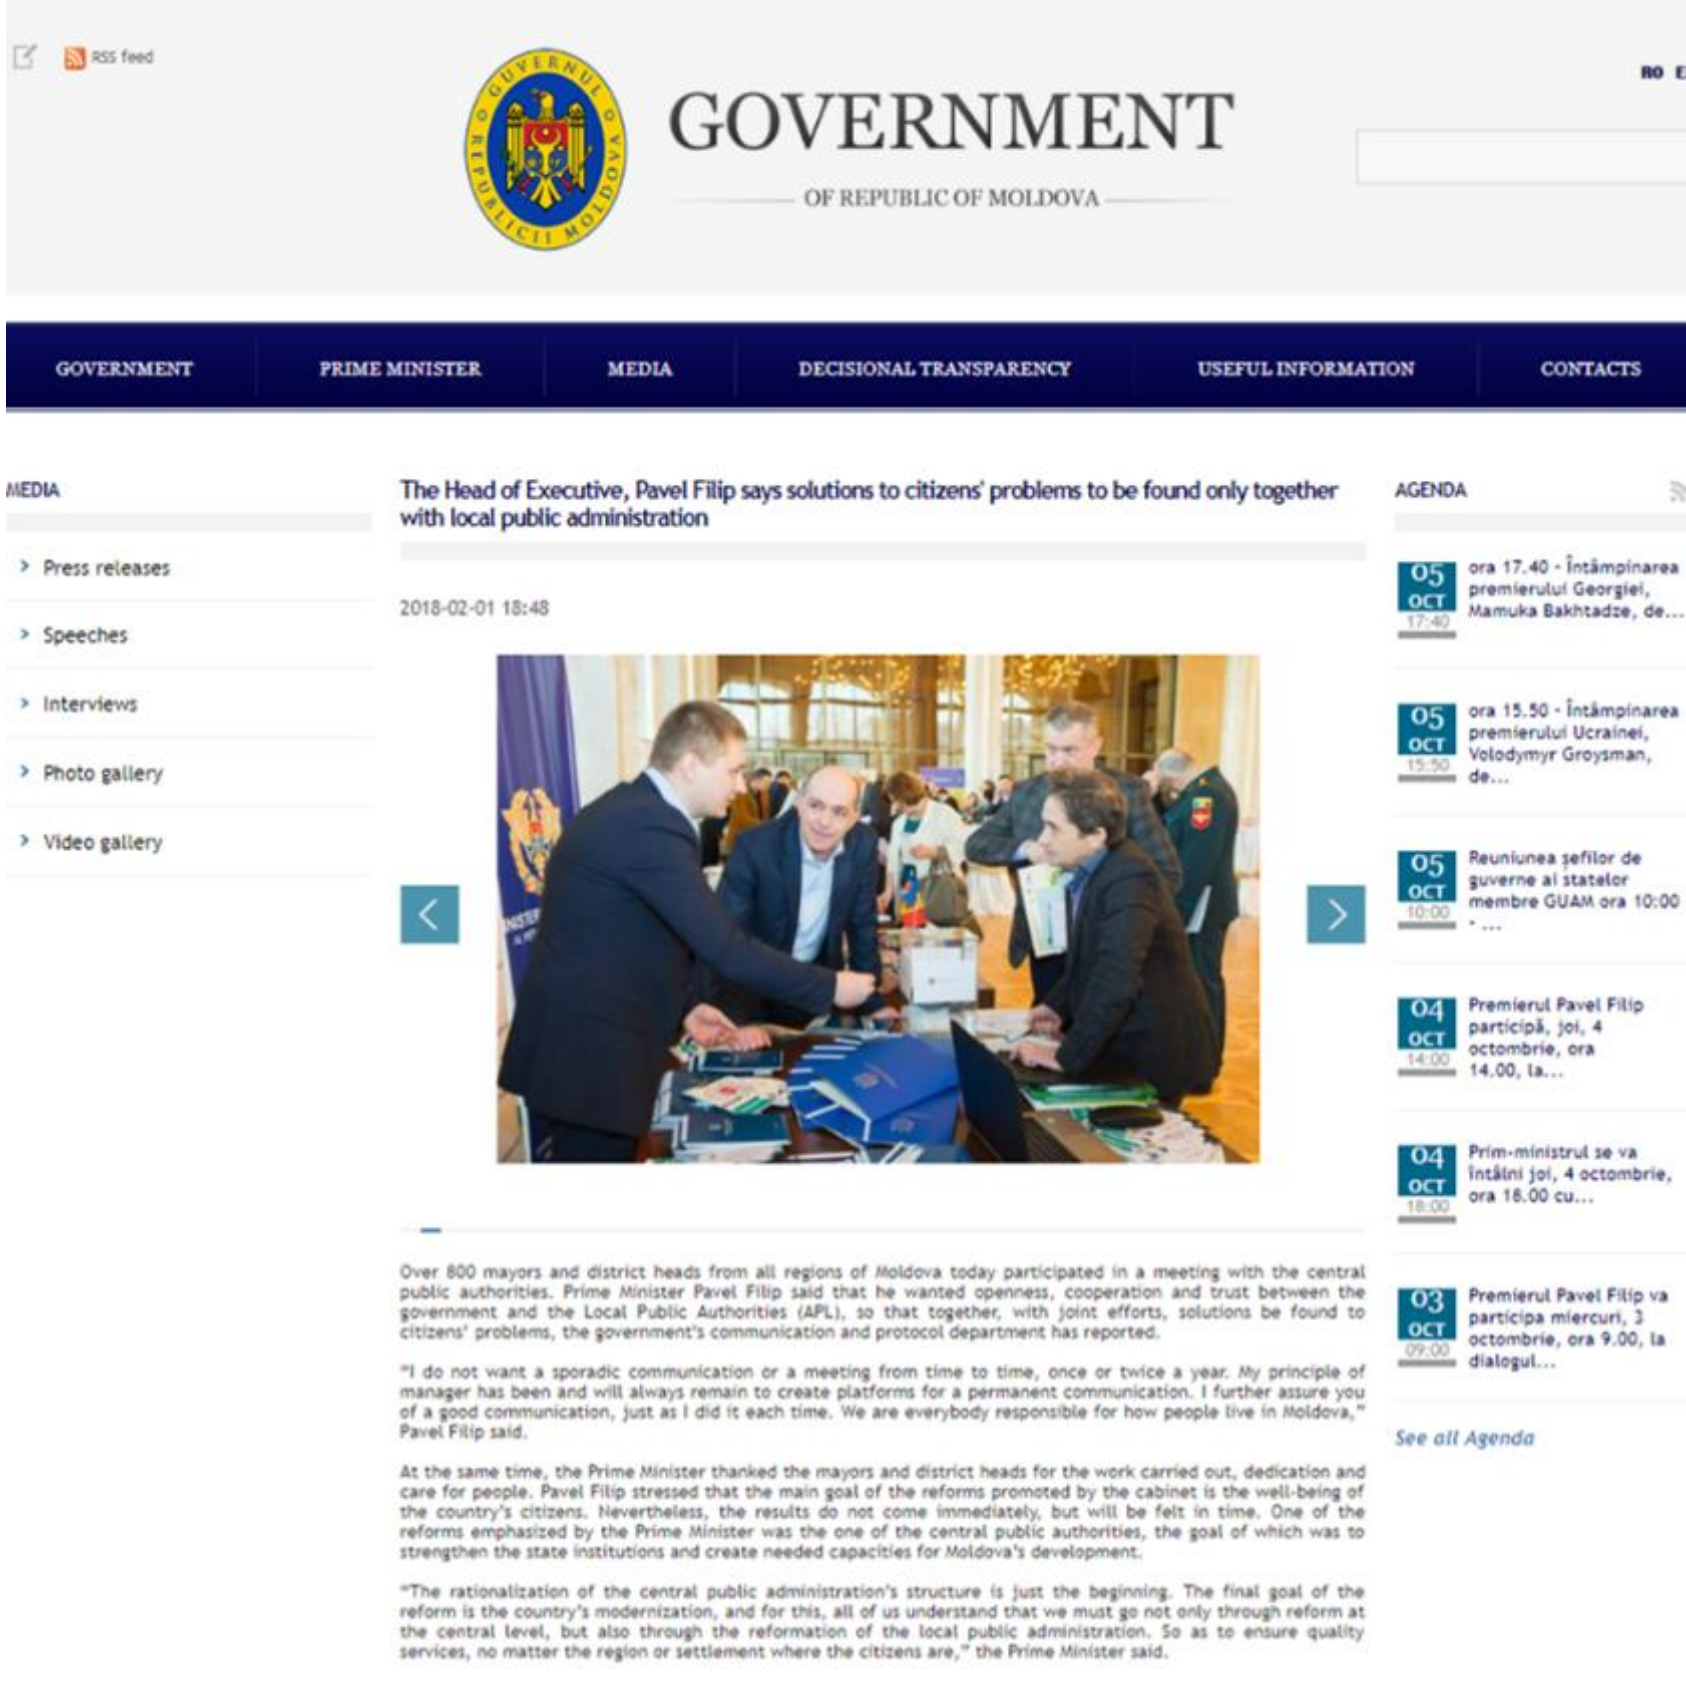 RSS feed
GUVERNUL REPUBLICII MOLDOVA
GOVERNMENT
OF REPUBLIC OF MOLDOVA
RO
GOVERNMENT
PRIME MINISTER
MEDIA
DECISIONAL TRANSPARENCY
USEFUL INFORMATION
CONTACTS
MEDIA
Press releases
Speeches
Interviews
Photo gallery
Video gallery
The Head of Executive, Pavel Filip says solutions to citizens' problems to be found only together
with local public administration
2018-02-01 18:48
Over 800 mayors and district heads from all regions of Moldova today participated in a meeting with the central
public authorities. Prime Minister Pavel Filip said that he wanted openness, cooperation and trust between the
government and the Local Public Authorities (APL), so that together, with joint efforts, solutions be found to
citizens' problems, the government's communication and protocol department has reported.
"I do not want a sporadic communication or a meeting from time to time, once or twice a year. My principle of
manager has been and will always remain to create platforms for a permanent communication. I further assure you
of a good communication, just as I did it each time. We are everybody responsible for how people live in Moldova,"
Pavel Filip said.
At the same time, the Prime Minister thanked the mayors and district heads for the work carried out, dedication and
care for people. Pavel Filip stressed that the main goal of the reforms promoted by the cabinet is the well-being of
the country's citizens. Nevertheless, the results do not come immediately, but will be felt in time. One of the
reforms emphasized by the Prime Minister was the one of the central public authorities, the goal of which was to
strengthen the state institutions and create needed capacities for Moldova's development.
"The rationalization of the central public administration's structure is just the beginning. The final goal of the
reform is the country's modernization, and for this, all of us understand that we must go not only through reform at
the central level, but also through the reformation of the local public administration. So as to ensure quality
services, no matter the region or settlement where the citizens are," the Prime Minister said.
AGENDA
05
OCT
17:40
ora 17.40 - Întâmpinarea
premierului Georgiei,
Mamuka Bakhtadze, de...
05
OCT
15:50
ora 15.50 - Întâmpinarea
premierului Ucrainei,
Volodymyr Groysman,
de...
05
OCT
10:00
Reuniunea șefilor de
guverne al statelor
membre GUAM ora 10:00
- ...
04
OCT
14:00
Premierul Pavel Filip
participă, joi, 4
octombrie, ora
14.00, la...
04
OCT
18:00
Prim-ministrul se va
întâlni joi, 4 octombrie,
ora 18.00 cu...
03
OCT
09:00
Premierul Pavel Filip va
participa miercuri, 3
octombrie, ora 9.00, la
dialogul...
See all Agenda